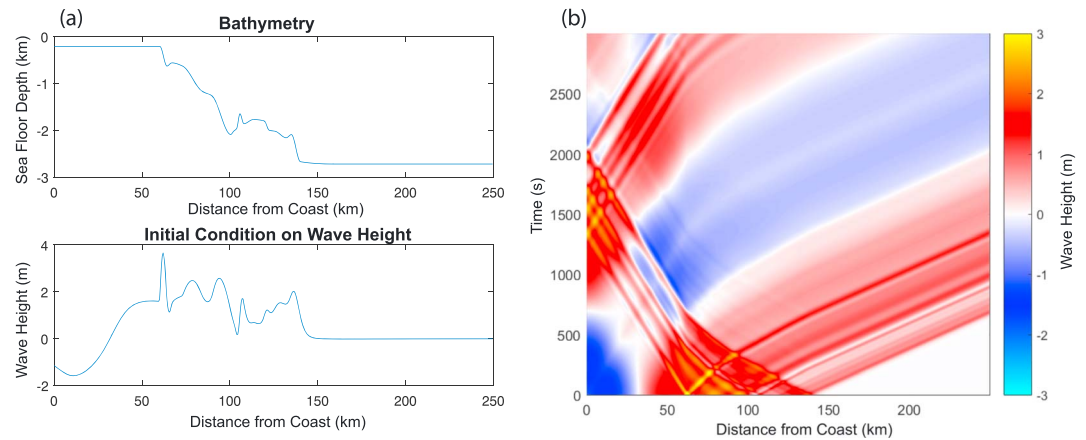 (a)
Bathymetry
Sea Floor Depth (km)
0
-1
-2
-3
0 50 100 150 200 250
Distance from Coast (km)
Initial Condition on Wave Height
Wave Height (m)
4
2
0
-2
0 50 100 150 200 250
Distance from Coast (km)
(b)
Time (s)
2500
2000
1500
1000
500
0
0 50 100 150 200
Distance from Coast (km)
3
2
1
0
-1
-2
-3
Wave Height (m)